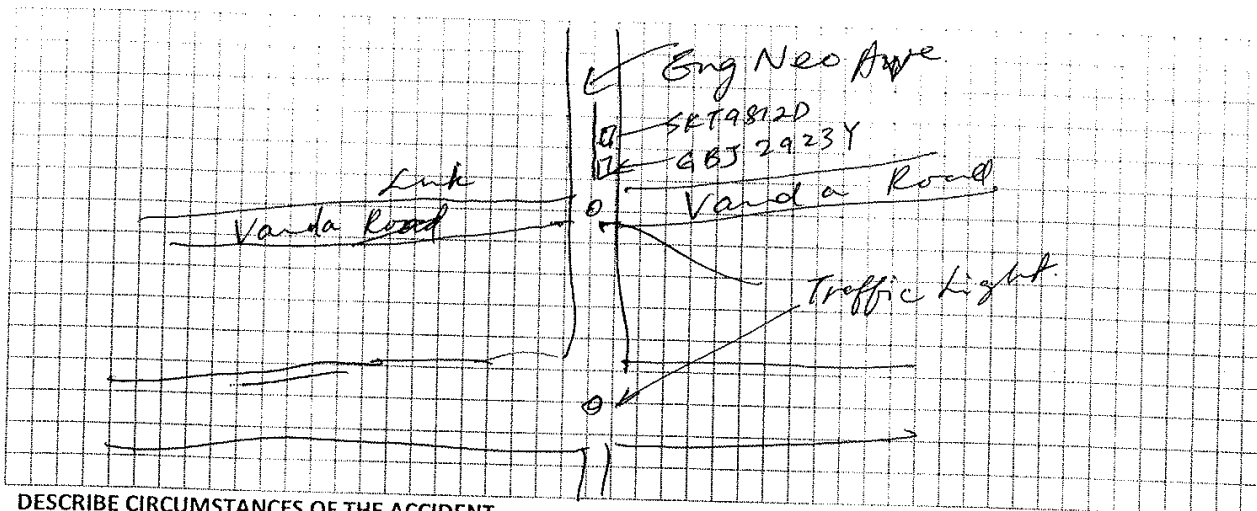 Eng Neo Ave
SKT9812D
GBJ 2923Y
Link
Vanda Road
Vanda Road
Traffic Light
DESCRIBE CIRCUMSTANCES OF THE ACCIDENT